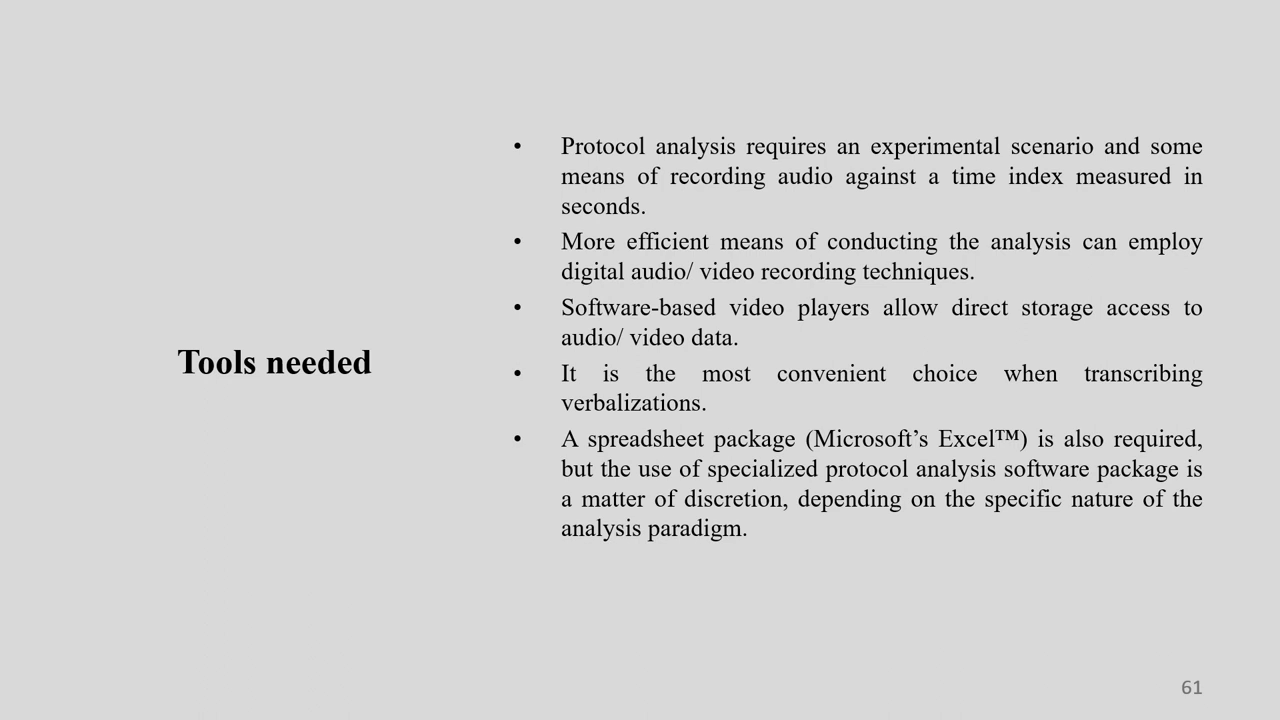 Tools needed
• Protocol analysis requires an experimental scenario and some
means of recording audio against a time index measured in
seconds.
• More efficient means of conducting the analysis can employ
digital audio/ video recording techniques.
• Software-based video players allow direct storage access to
audio/ video data.
• It is the most convenient choice when transcribing
verbalizations.
• A spreadsheet package (Microsoft’s Excel™) is also required,
but the use of specialized protocol analysis software package is
a matter of discretion, depending on the specific nature of the
analysis paradigm.
61